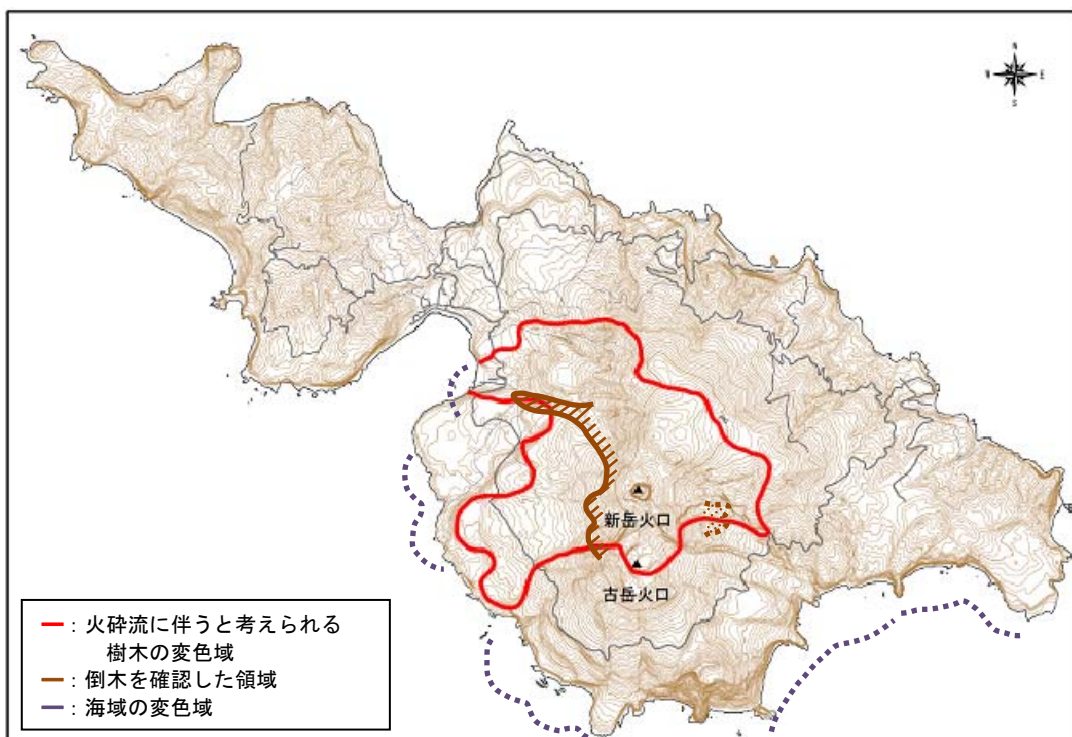 N
W E
S
新岳火口
古岳火口
: 火砕流に伴うと考えられる
樹木の変色域
: 倒木を確認した領域
: 海域の変色域